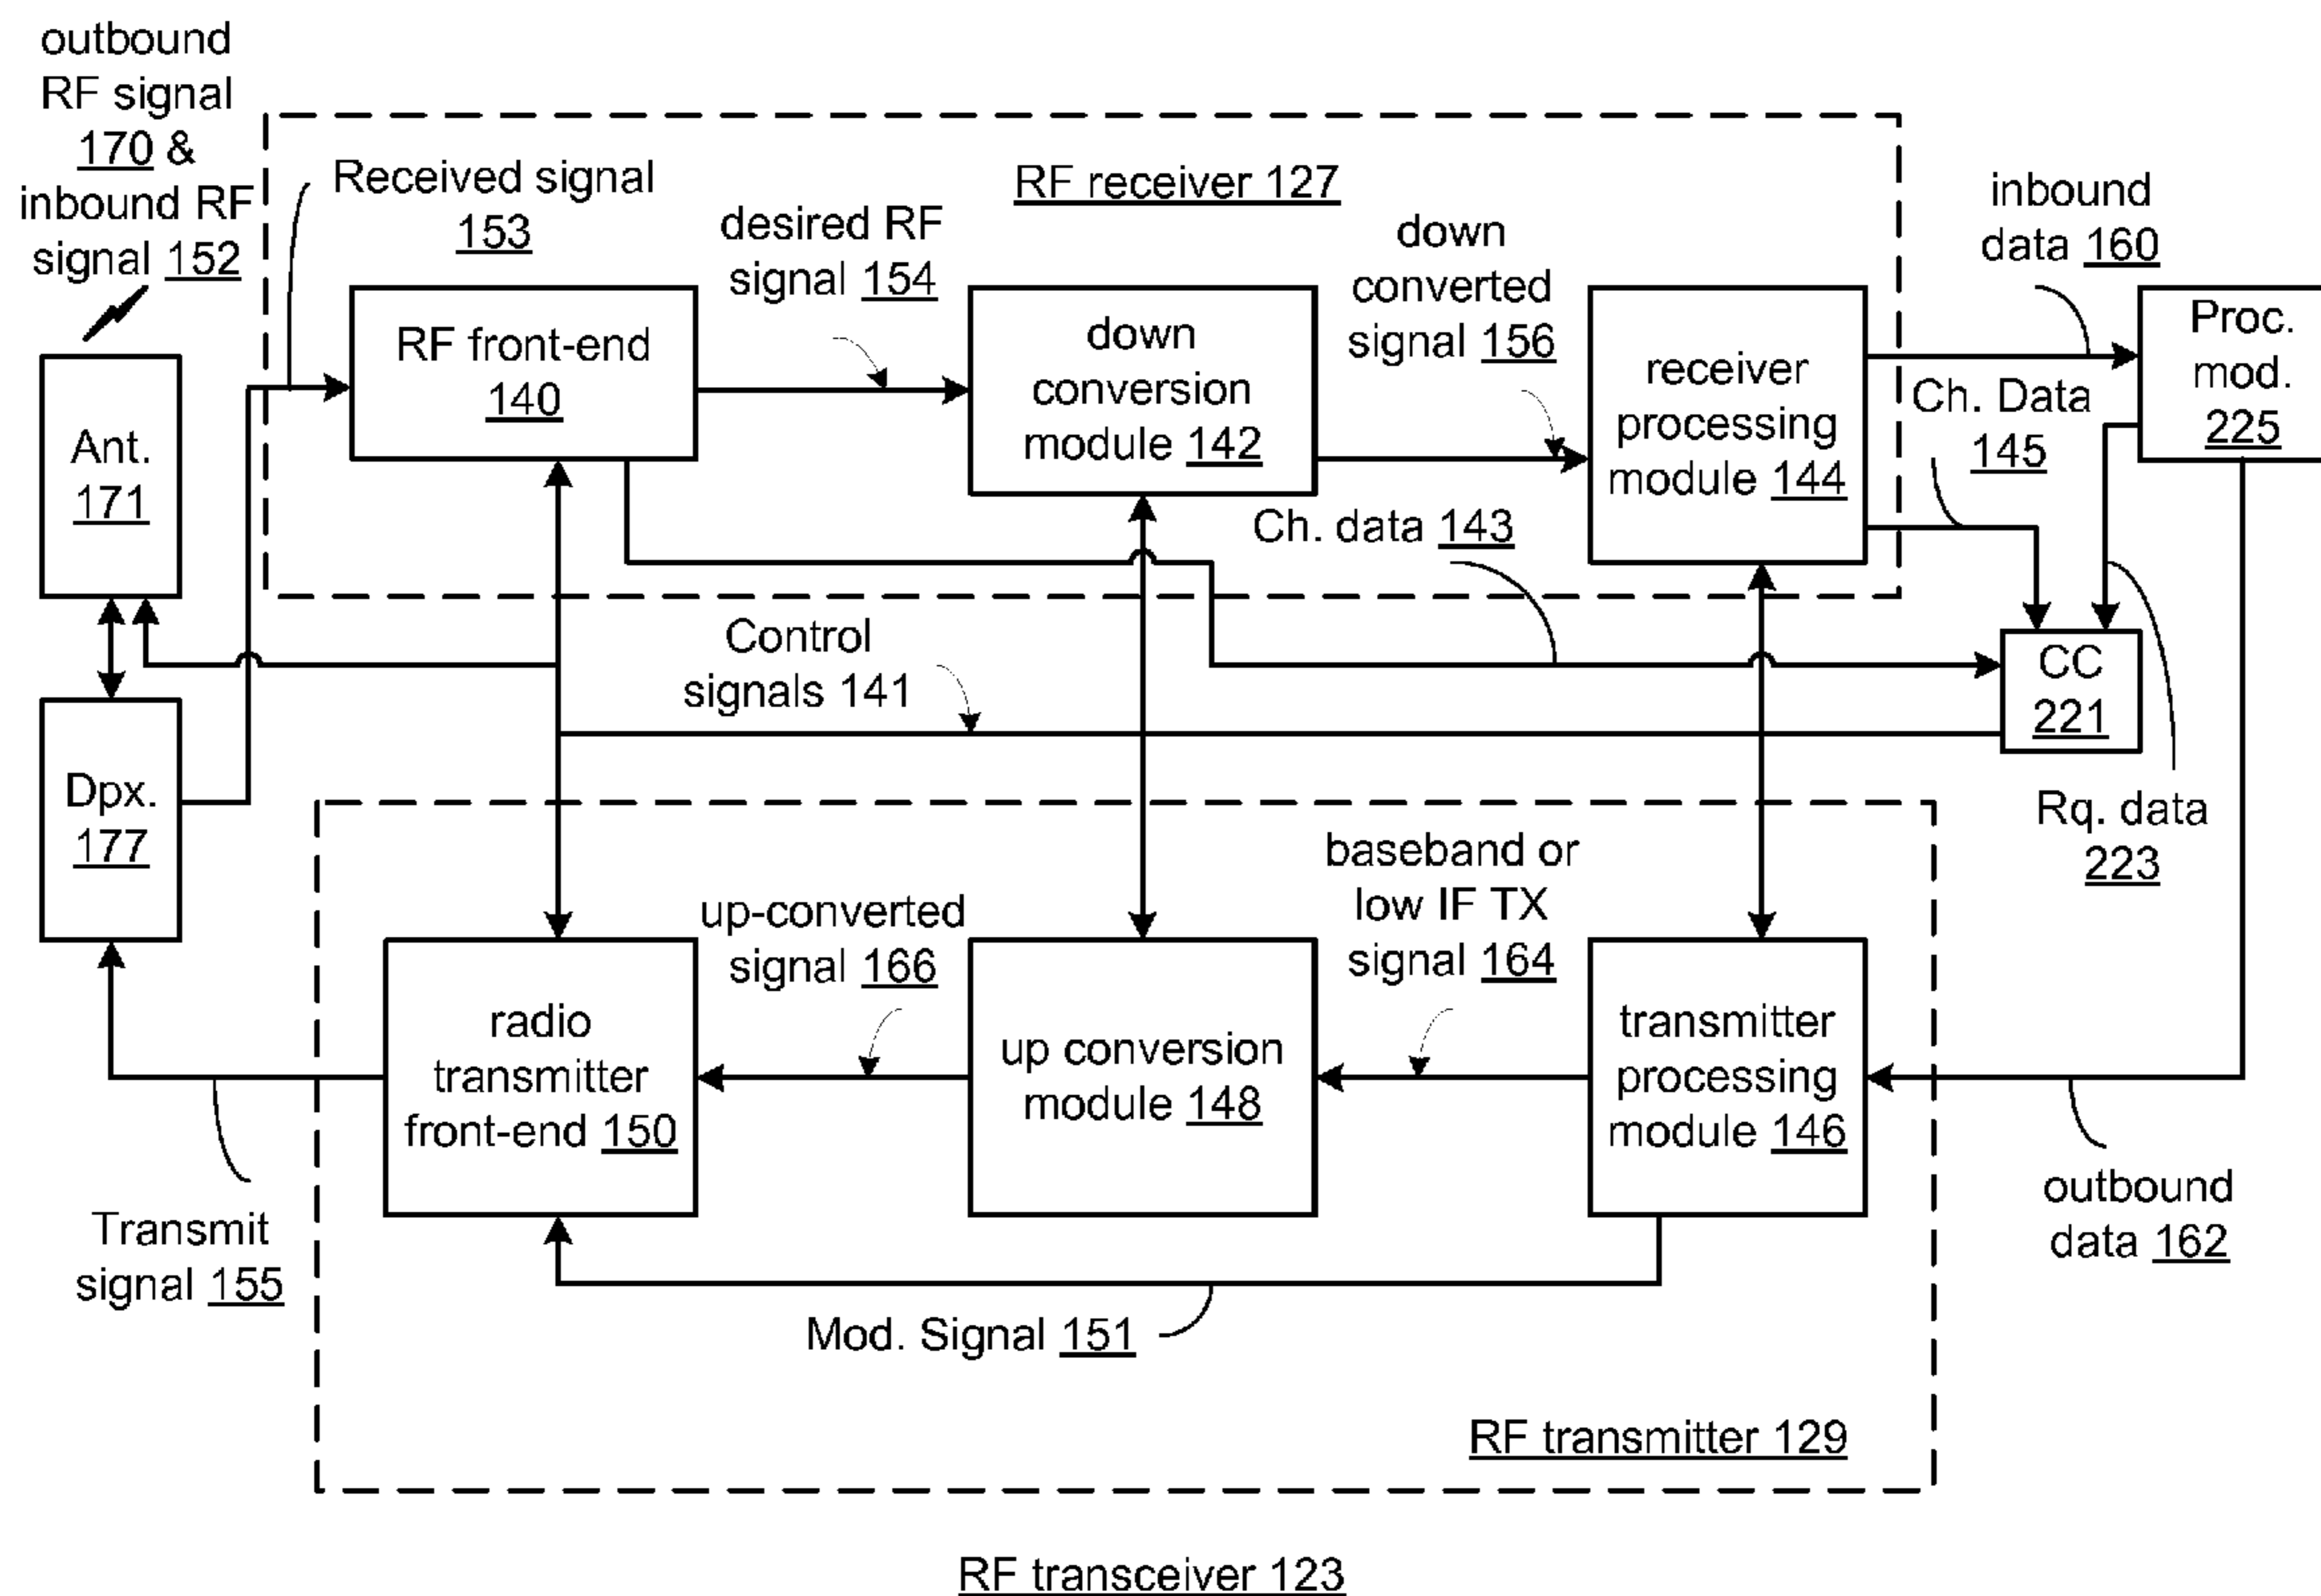 outbound
RF signal
170 &
inbound RF
signal 152
Received signal
153
RF receiver 127
desired RF
signal 154
down
converted
signal 156
inbound
data 160
RF front-end
140
down
conversion
module 142
receiver
processing
module 144
Proc.
mod.
225
Ch. Data
145
Ant.
171
Ch. data 143
Control
signals 141
CC
221
Dpx.
177
Rq. data
223
up-converted
signal 166
baseband or
low IF TX
signal 164
radio
transmitter
front-end 150
up conversion
module 148
transmitter
processing
module 146
Transmit
signal 155
outbound
data 162
Mod. Signal 151
RF transmitter 129
RF transceiver 123